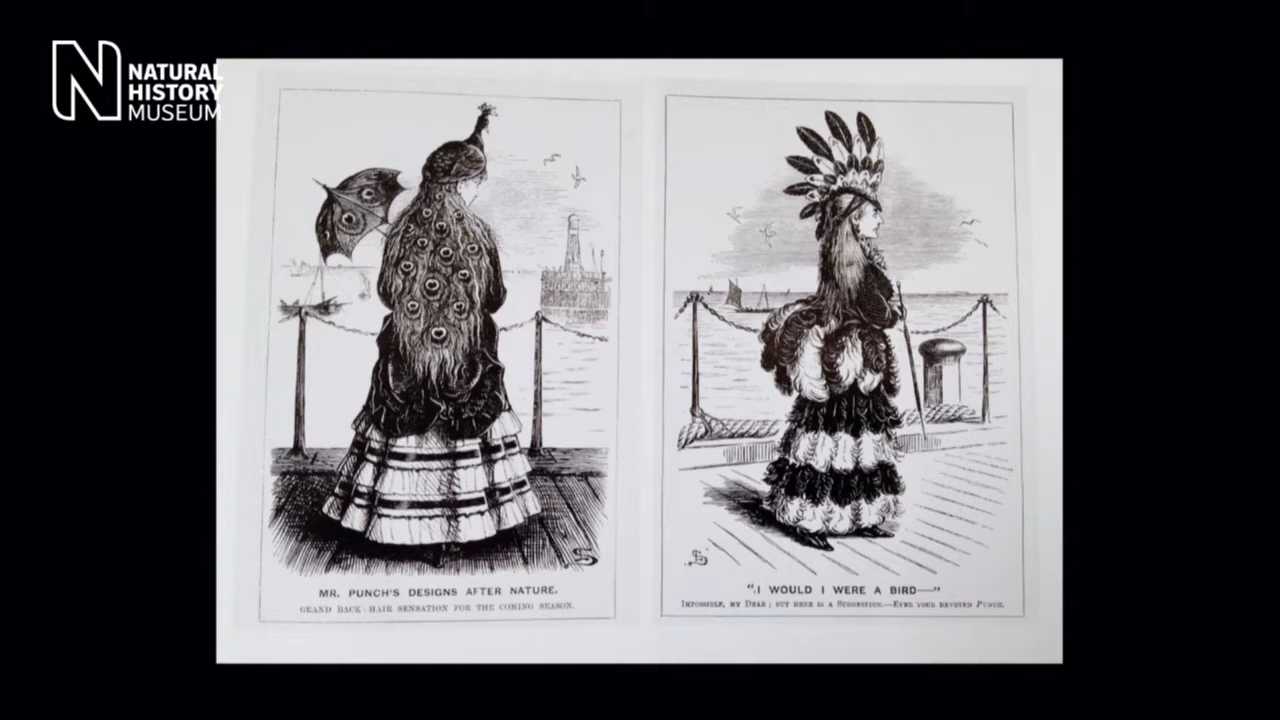 NATURAL
HISTORY
MUSEUM
MR. PUNCH'S DESIGNS AFTER NATURE.
GRAND BACK-HAIR SENSATION FOR THE COMING SEASON.
"I WOULD I WERE A BIRD—"
IMPOSSIBLE, MY DEAR; BUT HERE IS A SUGGESTION.—EVER YOUR DEVOTED PUNCH.